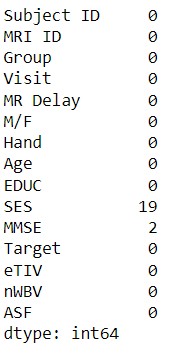 Subject ID 0
MRI ID 0
Group 0
Visit 0
MR Delay 0
M/F 0
Hand 0
Age 0
EDUC 0
SES 19
MMSE 2
Target 0
eTIV 0
nWBV 0
ASF 0
dtype: int64